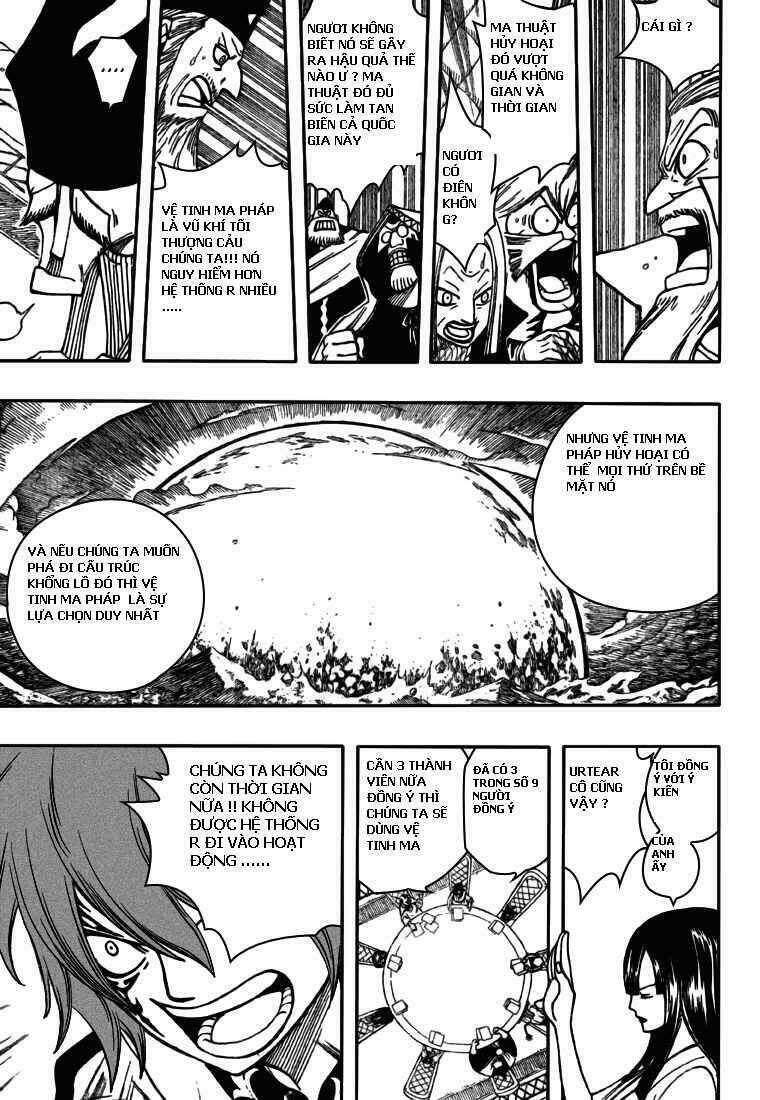 CÁI GÌ ?
MA THUẬT
HỦY HOẠI
ĐÓ VƯỢT
QUÁ KHÔNG
GIAN VÀ
THỜI GIAN
NGƯƠI
CÓ
ĐIÊN
KHÔN
G?
NGƯƠI KHÔNG
BIẾT NÓ SẼ GÂY
RA HẬU QUẢ THẾ
NÀO Ư ? MA
THUẬT ĐÓ ĐỦ
SỨC LÀM TAN
BIẾN CẢ QUỐC
GIA NÀY
VỆ TINH MA PHÁP
LÀ VŨ KHÍ TỐI
THƯỢNG CẢU
CHÚNG TA!!! NÓ
NGUY HIỂM HƠN
HỆ THỐNG R NHIỀU
.....
....
NHƯNG VỆ TINH MA
PHÁP HỦY HOẠI CÓ
THỂ MỌI THỨ TRÊN BỀ
MẶT NÓ
VÀ NẾU CHÚNG TA MUỐN
PHÁ ĐI CẤU TRÚC
KHỔNG LỒ ĐÓ THÌ VỆ
TINH MA PHÁP LÀ SỰ
LỰA CHỌN DUY NHẤT
TÔI ĐỒNG
Ý VỚI Ý
KIẾN
CỦA
ANH
ẤY
URTEAR
CÔ CŨNG
VẬY ?
ĐÃ CÓ 3
TRONG SỐ 9
NGƯỜI
ĐỒNG Ý
CẦN 3 THÀNH
VIÊN NỮA
ĐỒNG Ý THÌ
CHÚNG TA SẼ
DÙNG VỆ
TINH MA
CHÚNG TA KHÔNG
CÒN THỜI GIAN
NỮA !! KHÔNG
ĐƯỢC HỆ THỐNG
R ĐI VÀO HOẠT
ĐỘNG ......